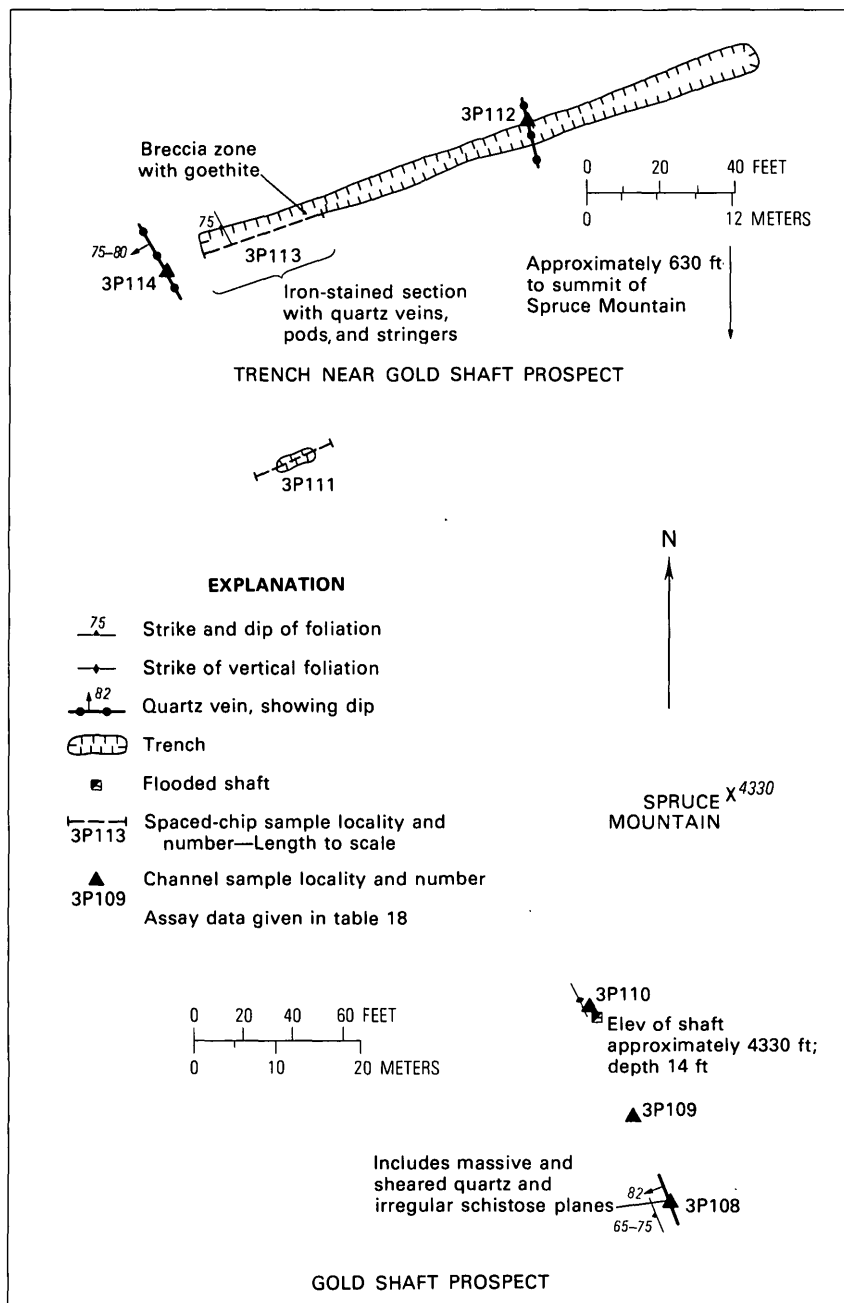 3P112
Breccia zone
with goethite
0 20 40 FEET
0 12 METERS
75
75–80
3P113
3P114
Iron-stained section
with quartz veins,
pods, and stringers
Approximately 630 ft
to summit of
Spruce Mountain
TRENCH NEAR GOLD SHAFT PROSPECT
3P111
N
EXPLANATION
75
Strike and dip of foliation
Strike of vertical foliation
82
Quartz vein, showing dip
Trench
Flooded shaft
3P113
Spaced-chip sample locality and
number—Length to scale
3P109
Channel sample locality and number
Assay data given in table 18
SPRUCE X 4330
MOUNTAIN
0 20 40 60 FEET
0 10 20 METERS
3P110
Elev of shaft
approximately 4330 ft;
depth 14 ft
3P109
Includes massive and
sheared quartz and
irregular schistose planes
82
3P108
65–75
GOLD SHAFT PROSPECT